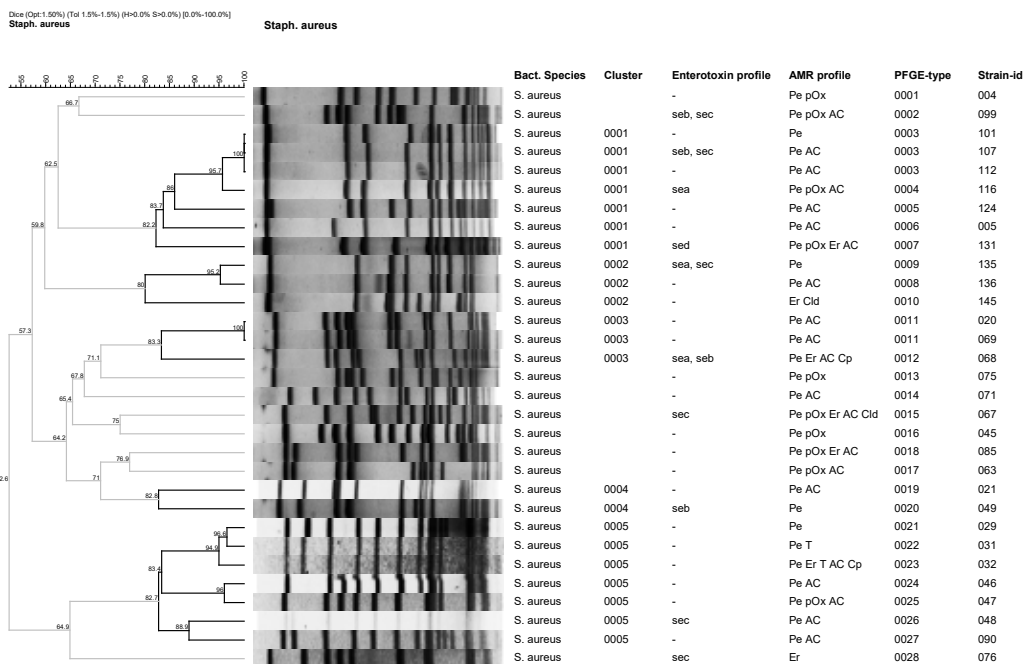 Dice (Opt:1.50%) (Tol 1.5%-1.5%) (H>0.0% S>0.0%) [0.0%-100.0%]
Staph. aureus Staph. aureus
55 60 65 70 75 80 85 90 95 100
Bact. Species Cluster Enterotoxin profile AMR profile PFGE-type Strain-id
S. aureus - Pe pOx 0001 004
66.7 S. aureus seb, sec Pe pOx AC 0002 099
S. aureus 0001 - Pe 0003 101
100 S. aureus 0001 seb, sec Pe AC 0003 107
62.5 95.7 S. aureus 0001 - Pe AC 0003 112
86 S. aureus 0001 sea Pe pOx AC 0004 116
83.7 S. aureus 0001 - Pe AC 0005 124
59.8 82.2 S. aureus 0001 - Pe AC 0006 005
S. aureus 0001 sed Pe pOx Er AC 0007 131
95.2 S. aureus 0002 sea, sec Pe 0009 135
80 S. aureus 0002 - Pe AC 0008 136
S. aureus 0002 - Er Cld 0010 145
S. aureus 0003 - Pe AC 0011 020
57.3 100 83.3 S. aureus 0003 - Pe AC 0011 069
71.1 S. aureus 0003 sea, seb Pe Er AC Cp 0012 068
67.8 S. aureus - Pe pOx 0013 075
65.4 S. aureus - Pe AC 0014 071
75 S. aureus sec Pe pOx Er AC Cld 0015 067
64.2 S. aureus - Pe pOx 0016 045
76.9 S. aureus - Pe pOx Er AC 0018 085
71 S. aureus - Pe pOx AC 0017 063
2.6 82.8 S. aureus 0004 - Pe AC 0019 021
S. aureus 0004 seb Pe 0020 049
96.6 S. aureus 0005 - Pe 0021 029
94.9 S. aureus 0005 - Pe T 0022 031
83.4 S. aureus 0005 - Pe Er T AC Cp 0023 032
96 S. aureus 0005 - Pe AC 0024 046
82.7 S. aureus 0005 - Pe pOx AC 0025 047
64.9 88.9 S. aureus 0005 sec Pe AC 0026 048
S. aureus 0005 - Pe AC 0027 090
S. aureus sec Er 0028 076